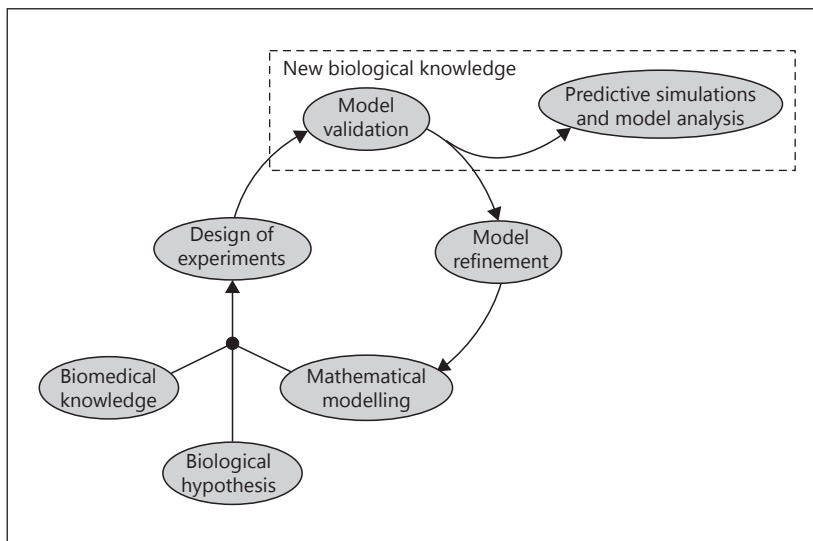 New biological knowledge
Model
validation
Predictive simulations
and model analysis
Design of
experiments
Model
refinement
Biomedical
knowledge
Mathematical
modelling
Biological
hypothesis